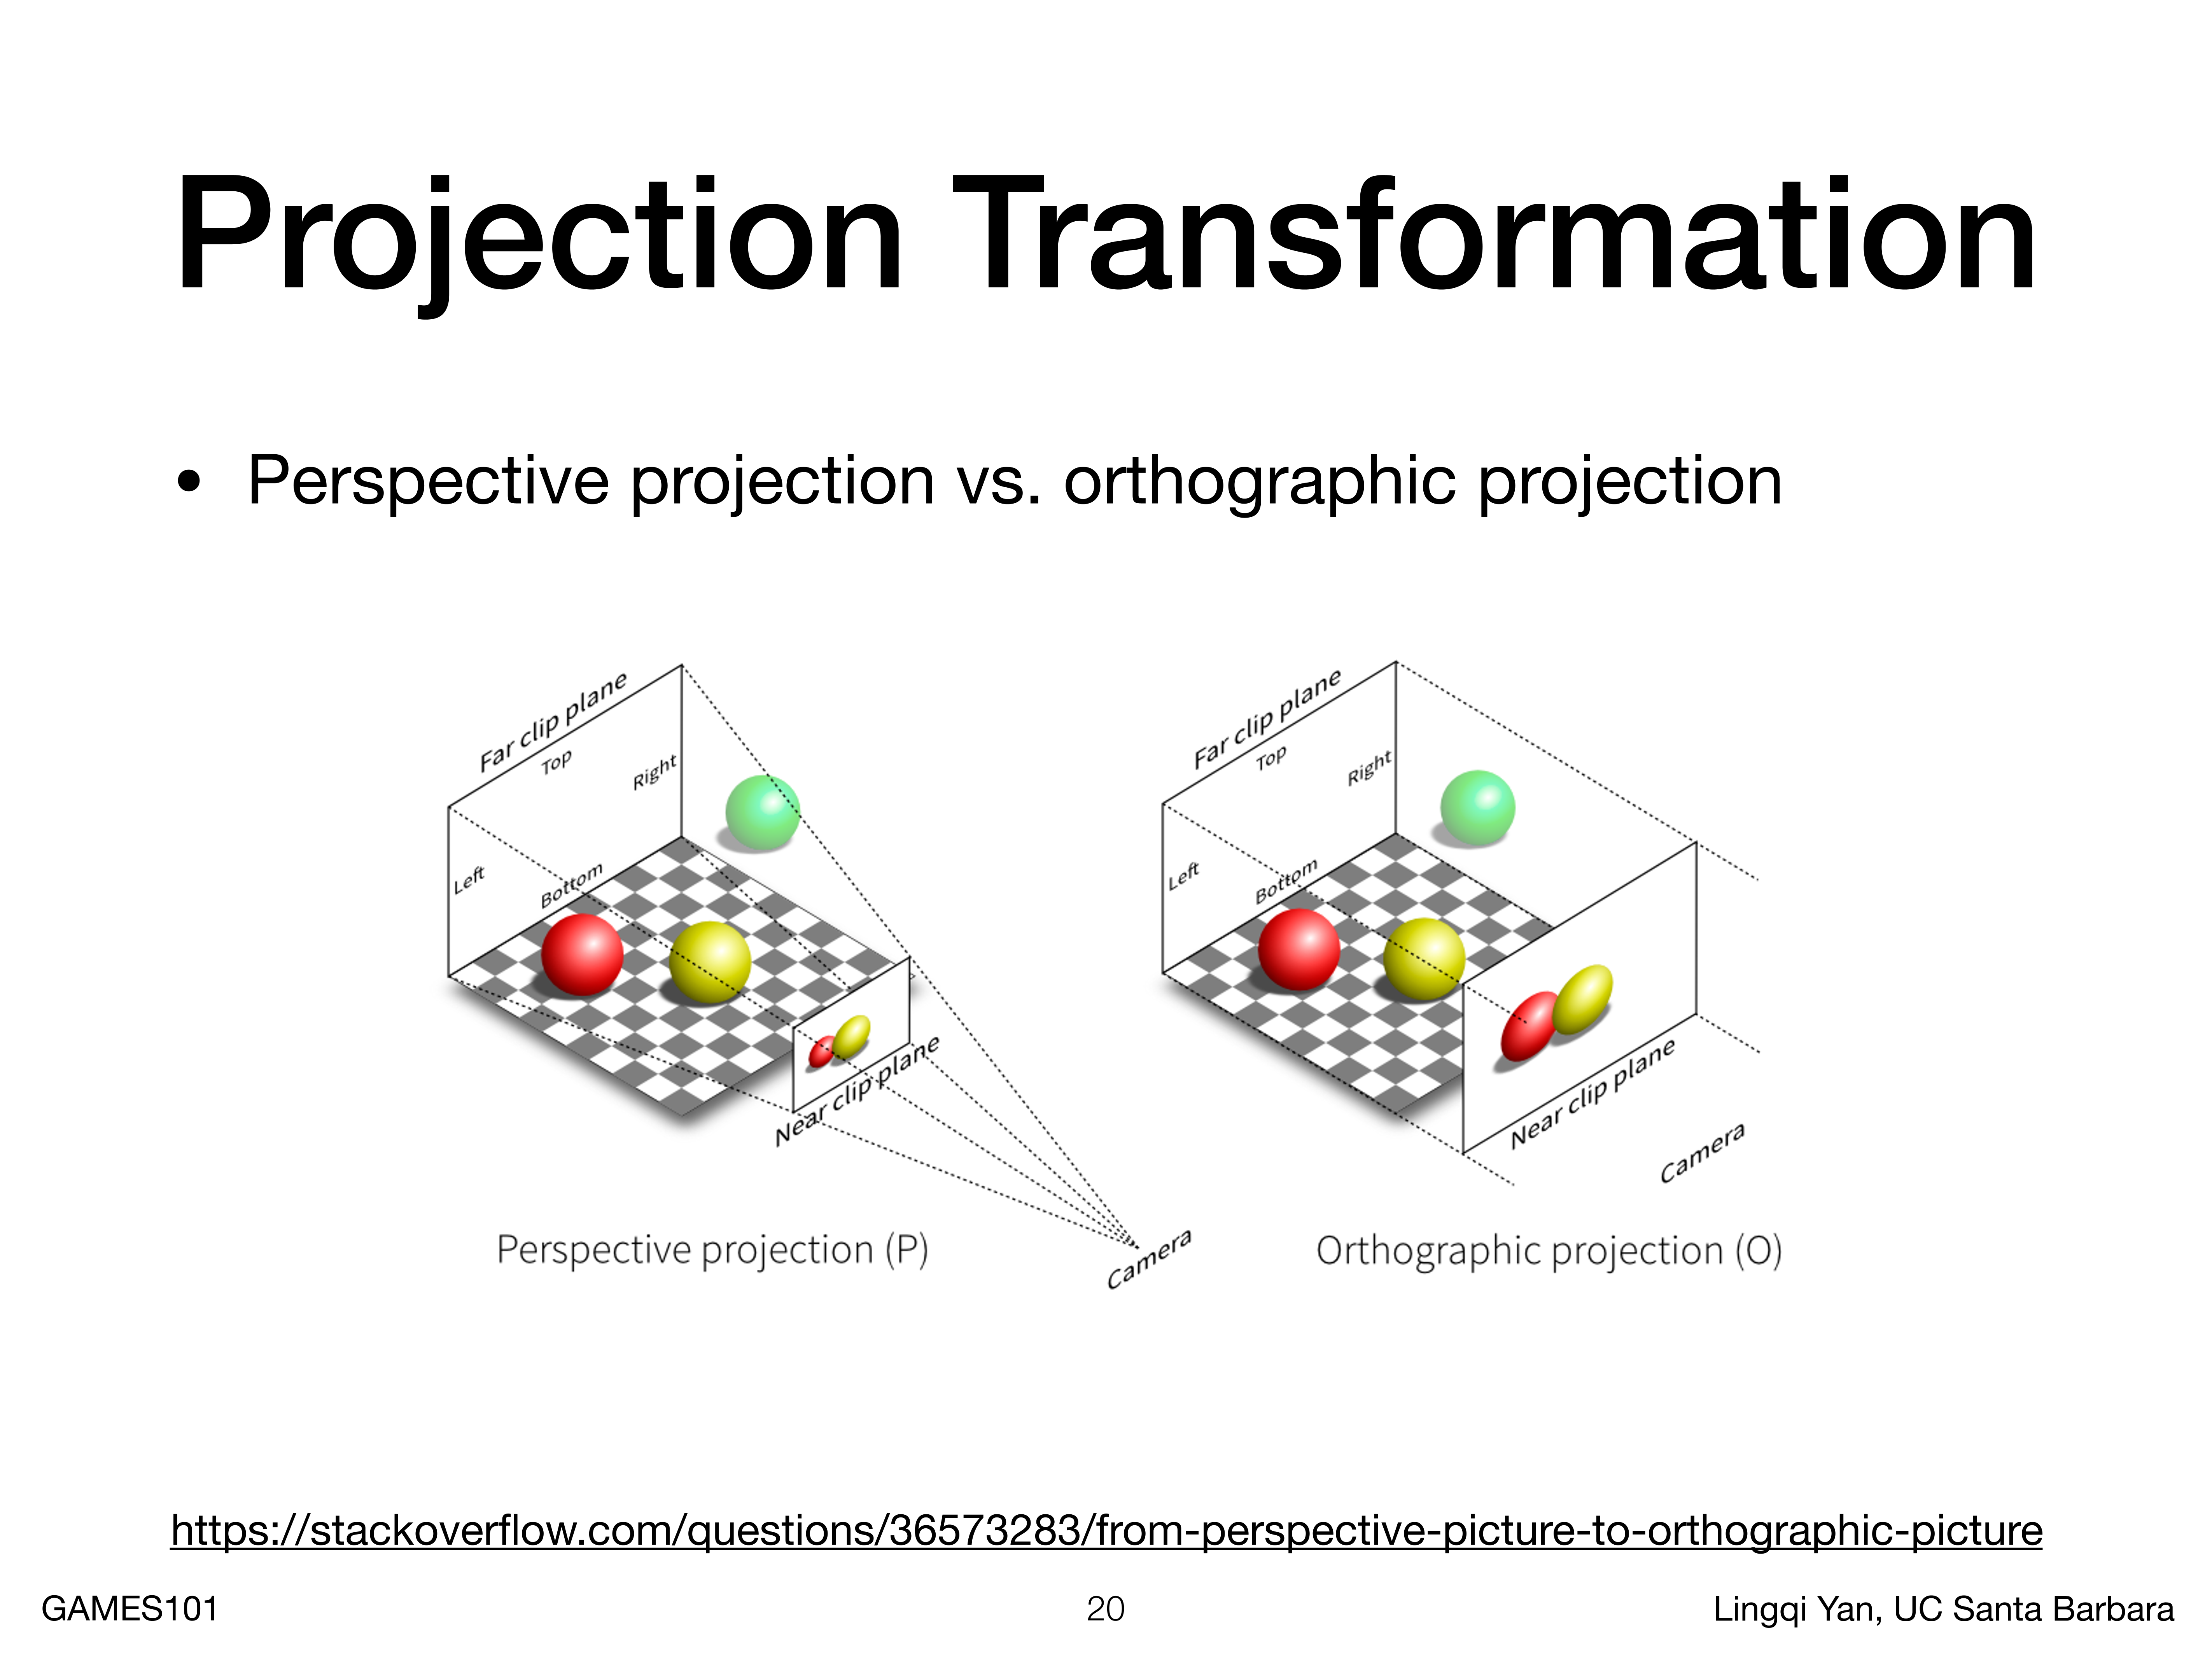 Projection Transformation
• Perspective projection vs. orthographic projection
Far clip plane
Top
Right
Left
Bottom
Near clip plane
Camera
Perspective projection (P)
Far clip plane
Top
Right
Left
Bottom
Near clip plane
Camera
Orthographic projection (O)
https://stackoverflow.com/questions/36573283/from-perspective-picture-to-orthographic-picture
GAMES101
20
Lingqi Yan, UC Santa Barbara